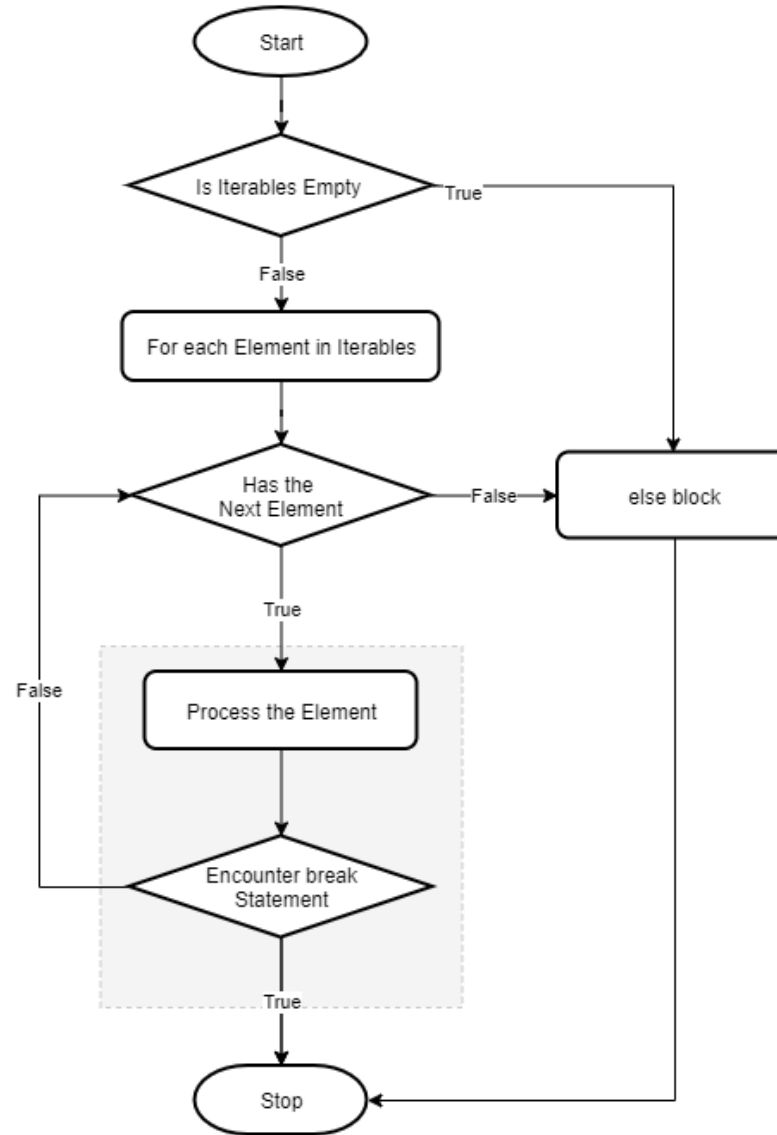 Start
Is Iterables Empty
True
False
For each Element in Iterables
Has the
Next Element
False
else block
True
False
Process the Element
Encounter break
Statement
True
Stop